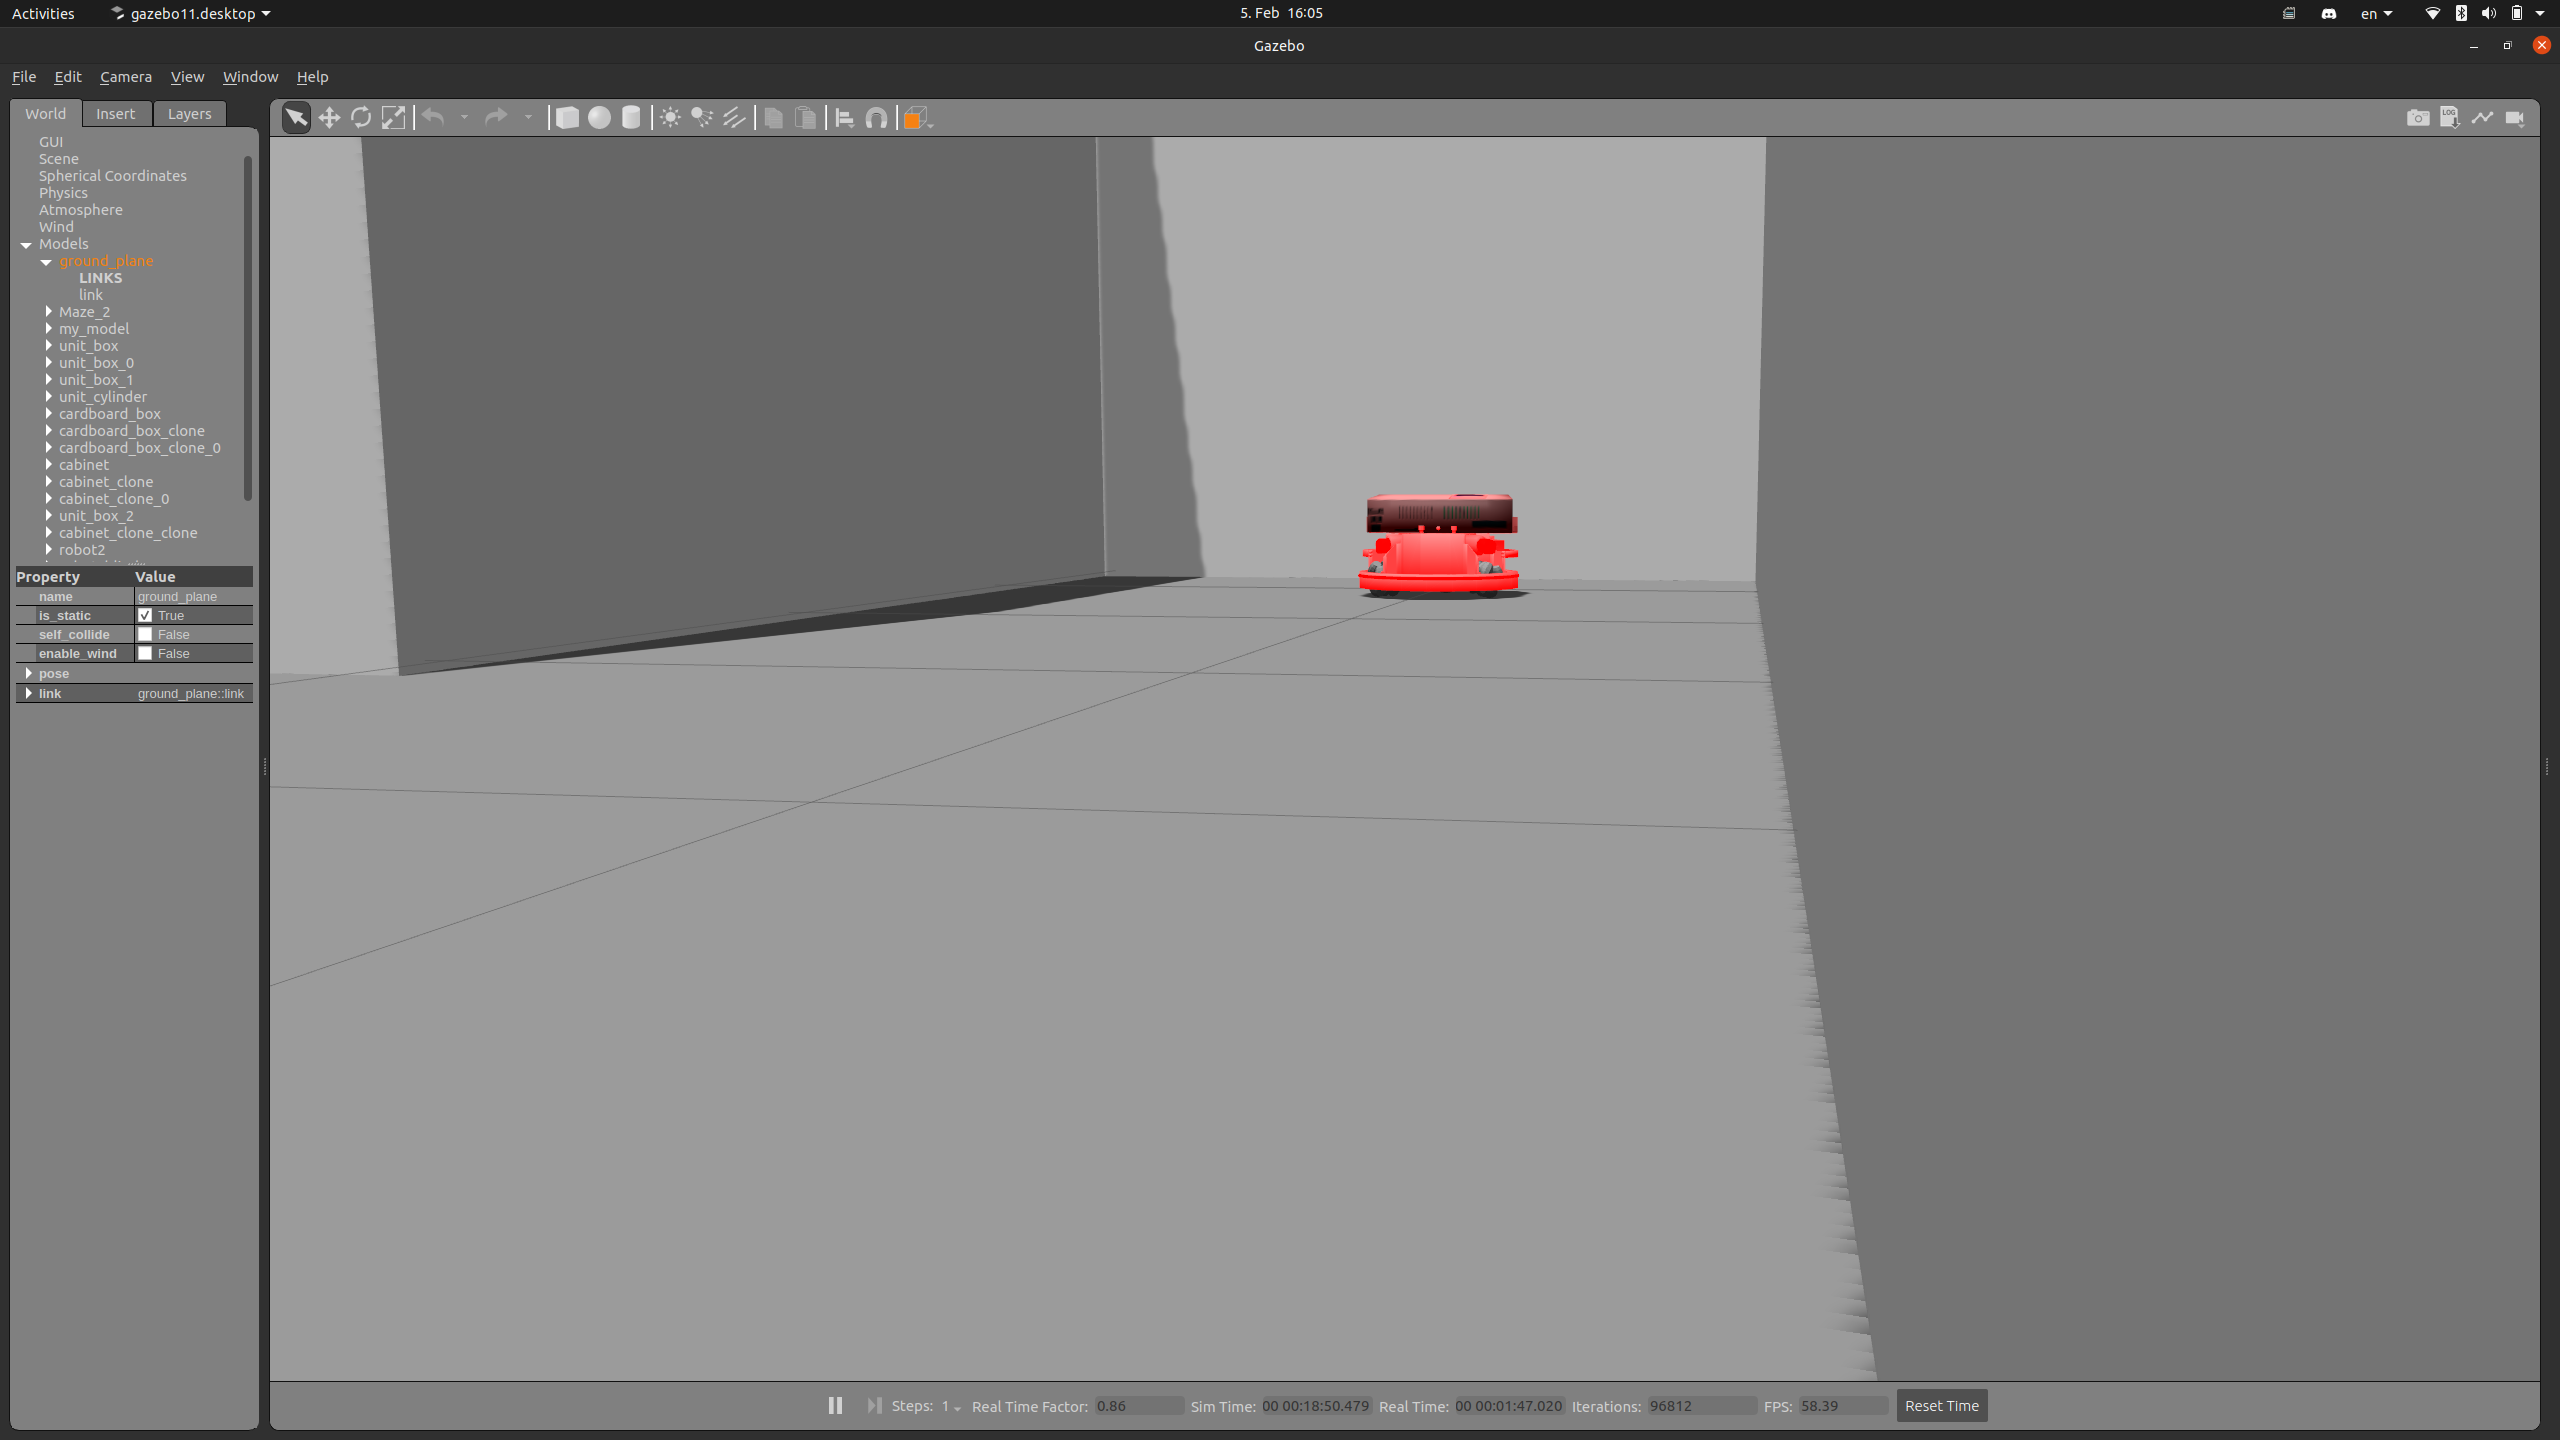 Activities gazebo11.desktop 5. Feb 16:05 en
Gazebo
File Edit Camera View Window Help
World Insert Layers
LOG
GUI
Scene
Spherical Coordinates
Physics
Atmosphere
Wind
Models
ground_plane
LINKS
link
Maze_2
my_model
unit_box
unit_box_0
unit_box_1
unit_cylinder
cardboard_box
cardboard_box_clone
cardboard_box_clone_0
cabinet
cabinet_clone
cabinet_clone_0
unit_box_2
cabinet_clone_clone
robot2
Property Value
name ground_plane
is_static True
self_collide False
enable_wind False
pose
link ground_plane::link
Steps: 1 Real Time Factor: 0.86 Sim Time: 00 00:18:50.479 Real Time: 00 00:01:47.020 Iterations: 96812 FPS: 58.39 Reset Time